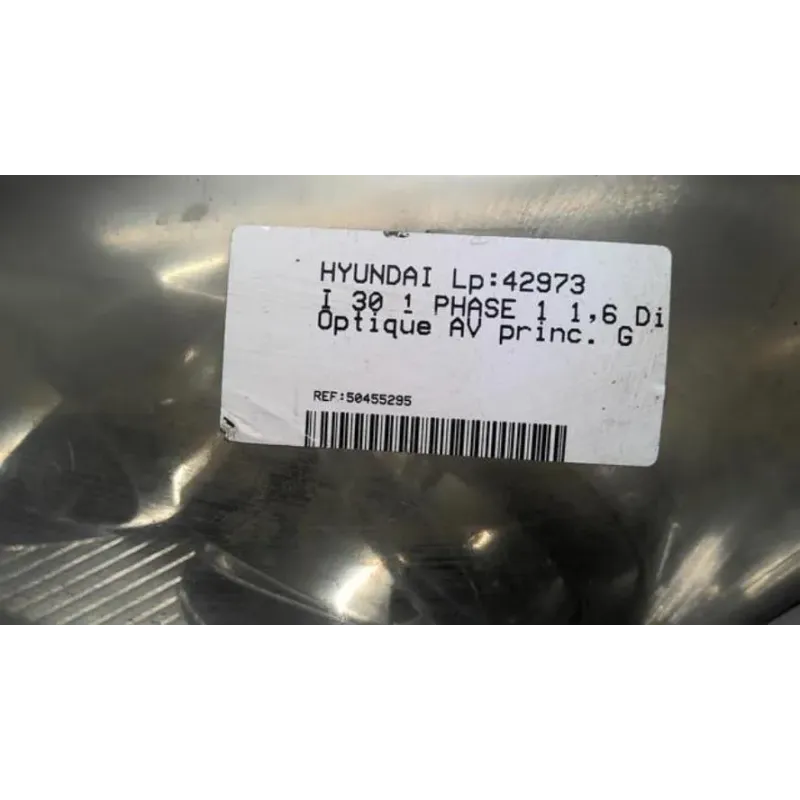 HYUNDAI Lp:42973
I 30 1 PHASE 1 1,6 Di
Optique AV princ. G
REF:50455295